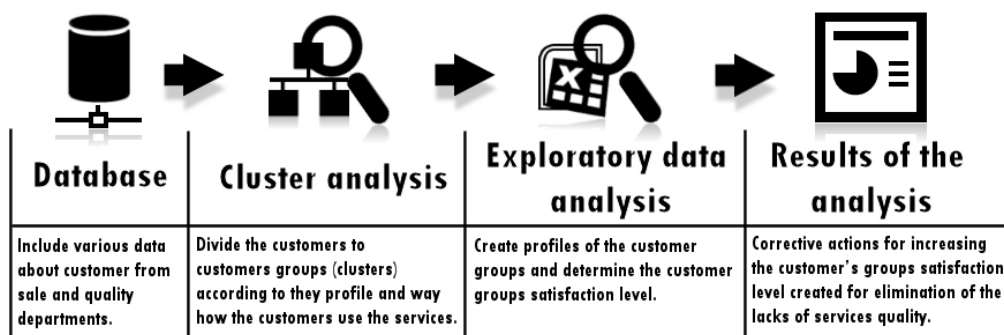 Database
Include various data
about customer from
sale and quality
departments.
Cluster analysis
Divide the customers to
customers groups (clusters)
according to they profile and way
how the customers use the services.
X
Exploratory data
analysis
Create profiles of the customer
groups and determine the customer
groups satisfaction level.
Results of the
analysis
Corrective actions for increasing
the customer's groups satisfaction
level created for elimination of the
lacks of services quality.